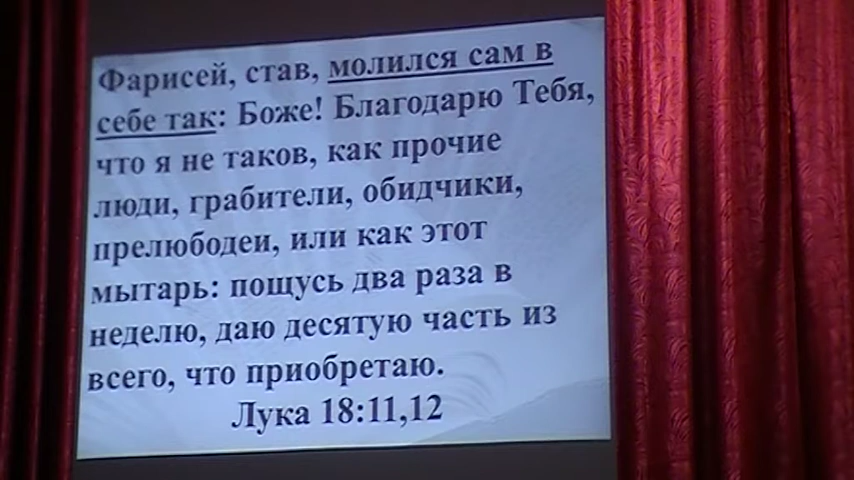 Фарисей, став, молился сам в
себе так: Боже! Благодарю Тебя,
что я не таков, как прочие
люди, грабители, обидчики,
прелюбодеи, или как этот
мытарь: пощусь два раза в
неделю, даю десятую часть из
всего, что приобретаю.
Лука 18:11,12